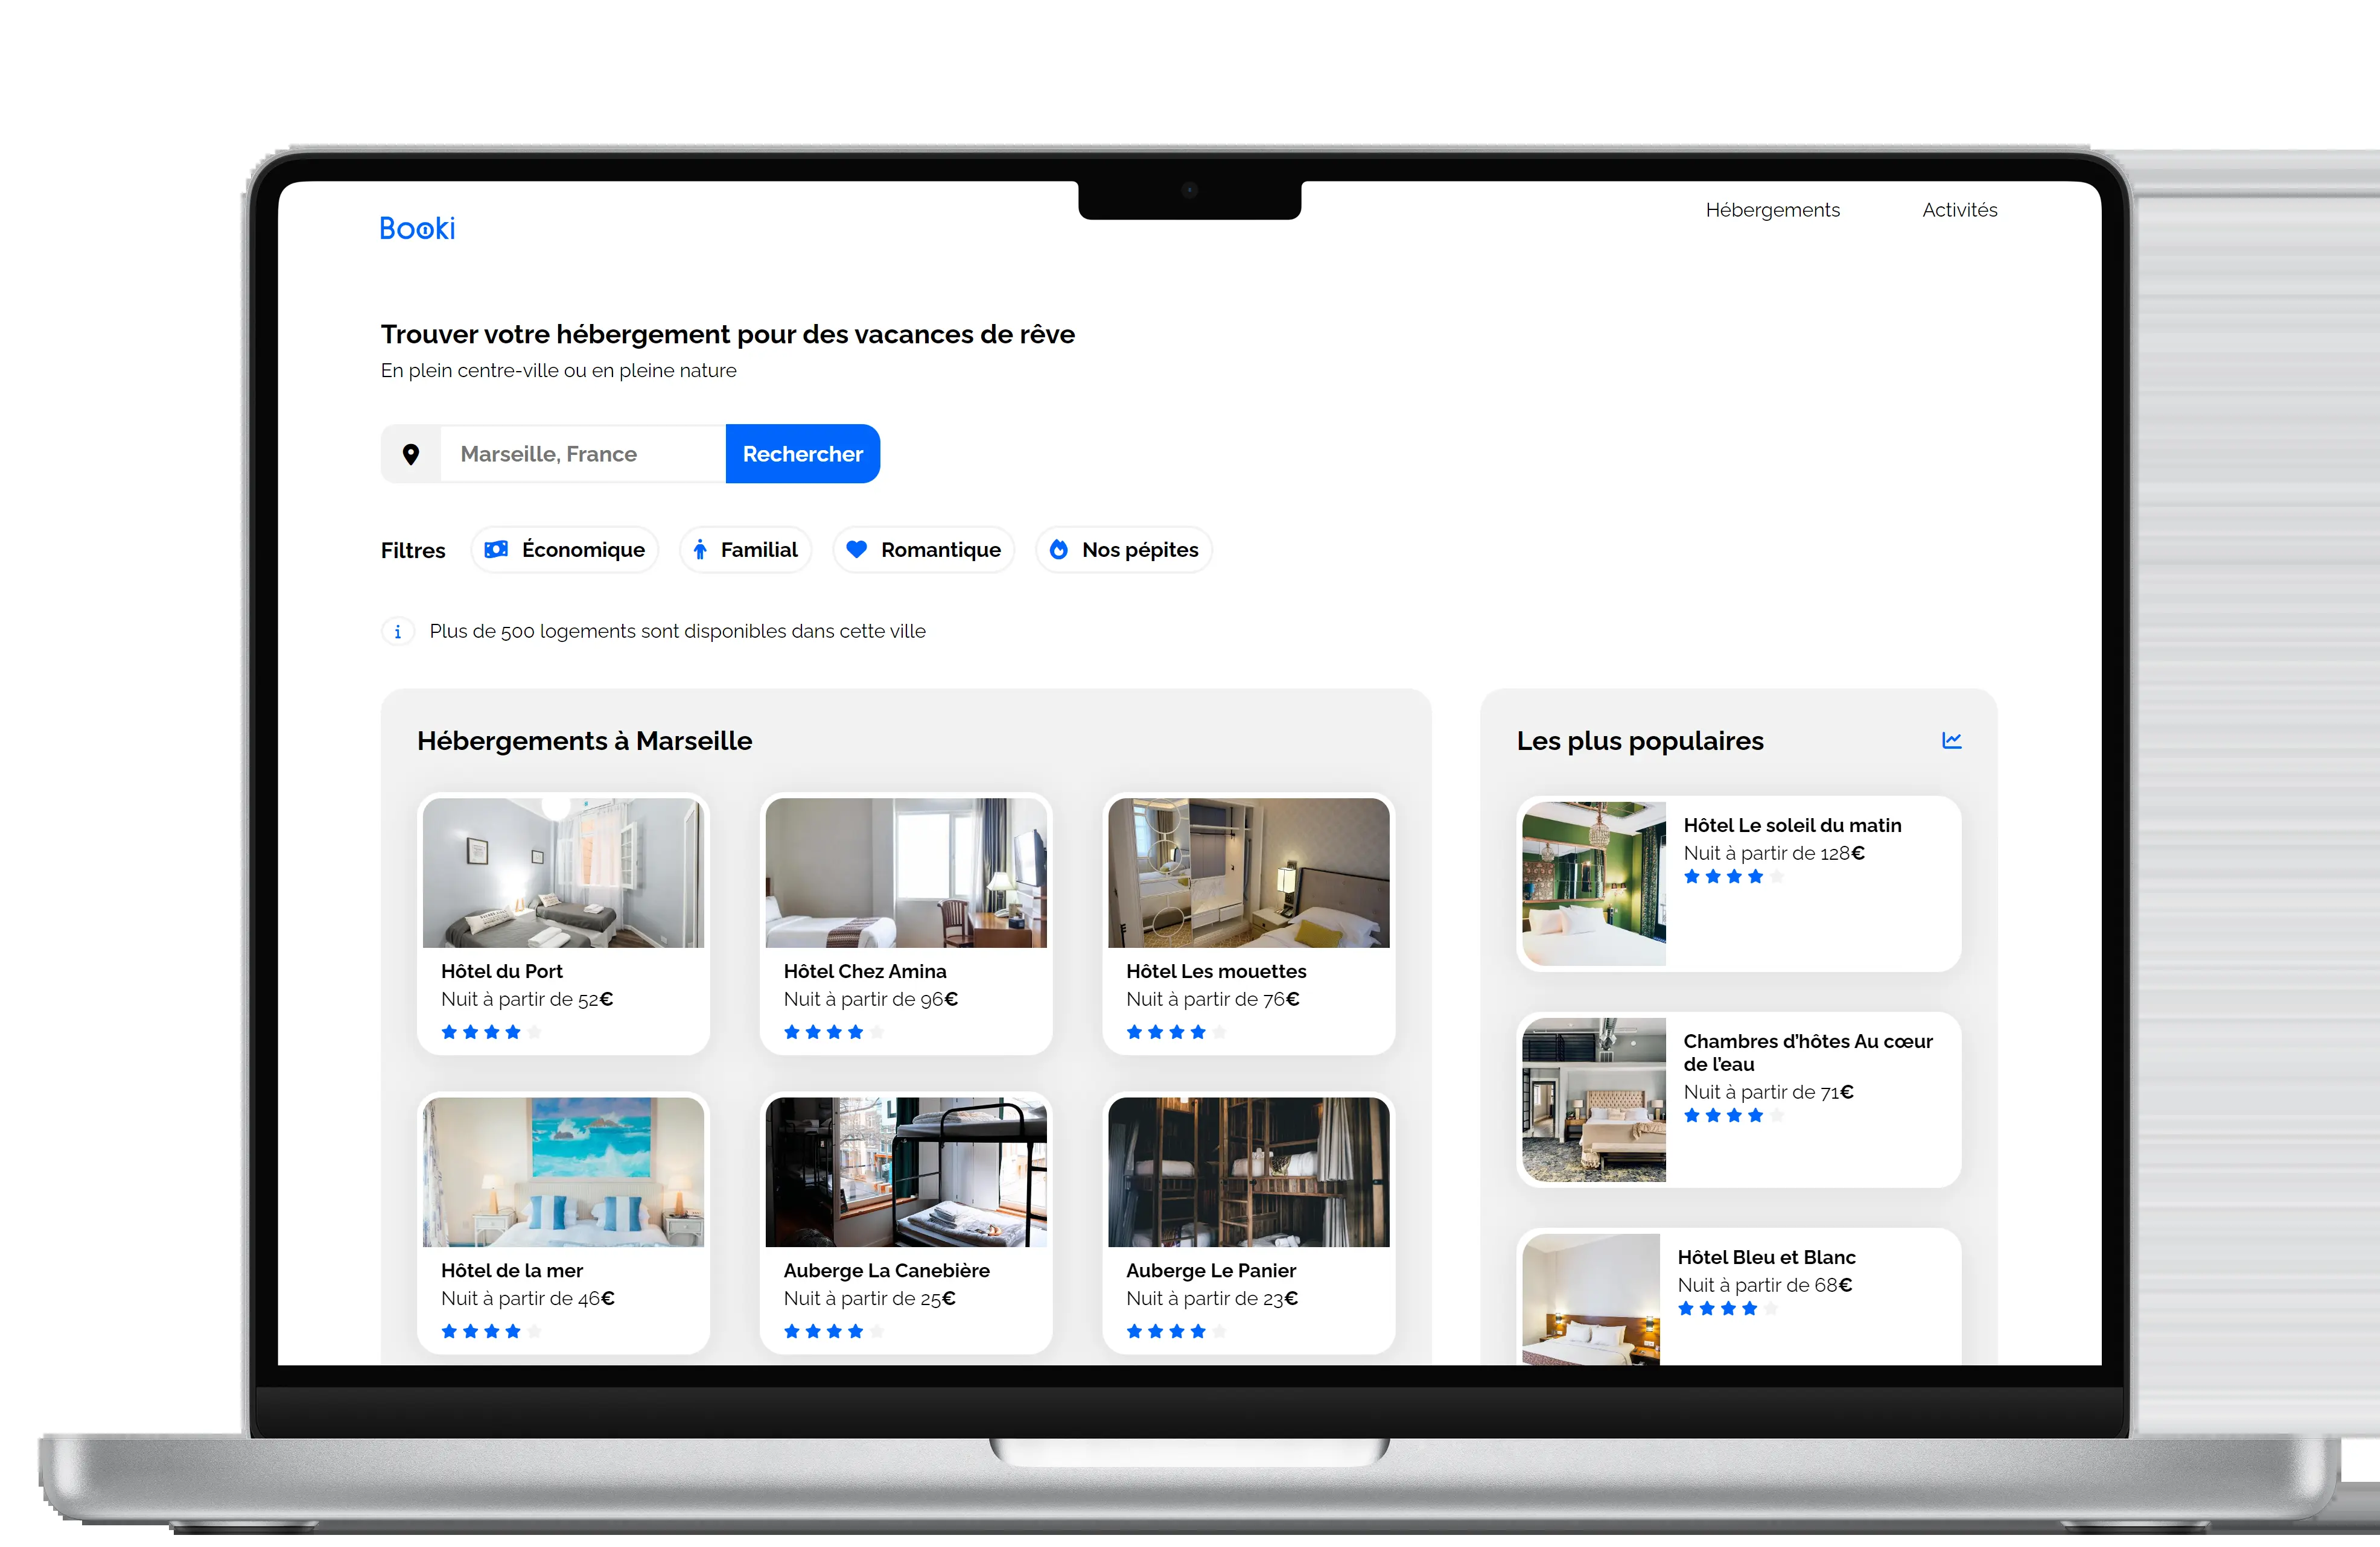 Booki
Hébergements
Activités
Trouver votre hébergement pour des vacances de rêve
En plein centre-ville ou en pleine nature
Marseille, France
Rechercher
Filtres
Économique
Familial
Romantique
Nos pépites
Plus de 500 logements sont disponibles dans cette ville
Hébergements à Marseille
Hôtel du Port
Nuit à partir de 52€
Hôtel Chez Amina
Nuit à partir de 96€
Hôtel Les mouettes
Nuit à partir de 76€
Hôtel de la mer
Nuit à partir de 46€
Auberge La Canebière
Nuit à partir de 25€
Auberge Le Panier
Nuit à partir de 23€
Les plus populaires
Hôtel Le soleil du matin
Nuit à partir de 128€
Chambres d'hôtes Au cœur
de l'eau
Nuit à partir de 71€
Hôtel Bleu et Blanc
Nuit à partir de 68€